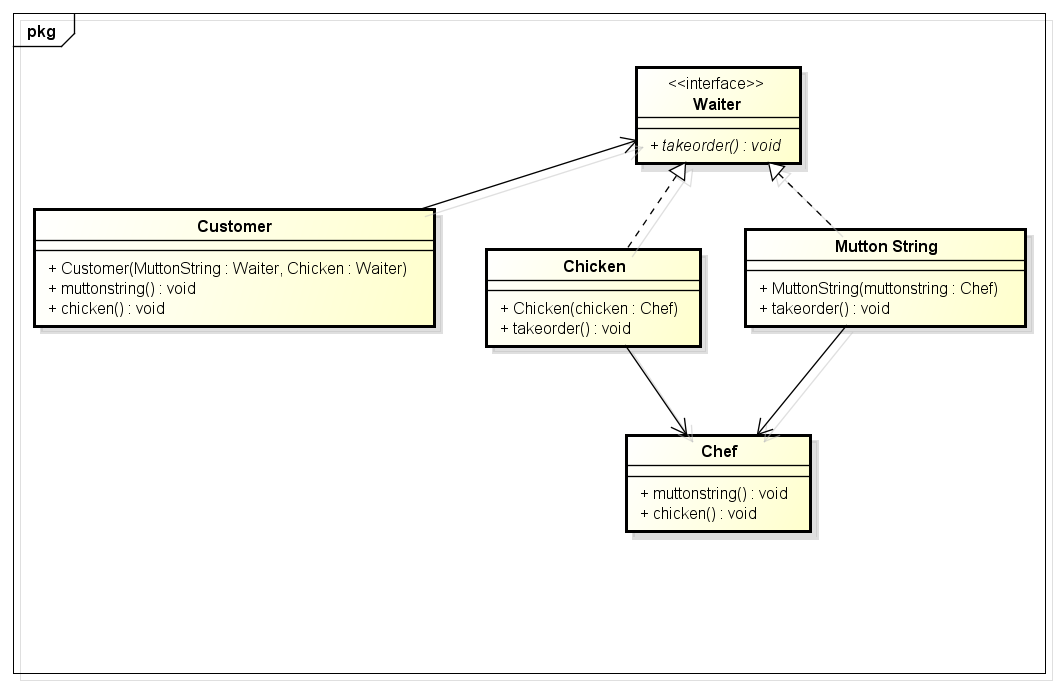 pkg
<<interface>>
Waiter
+ takeorder() : void
Customer
+ Customer(MuttonString : Waiter, Chicken : Waiter)
+ muttonstring() : void
+ chicken() : void
Chicken
+ Chicken(chicken : Chef)
+ takeorder() : void
Mutton String
+ MuttonString(muttonstring : Chef)
+ takeorder() : void
Chef
+ muttonstring() : void
+ chicken() : void